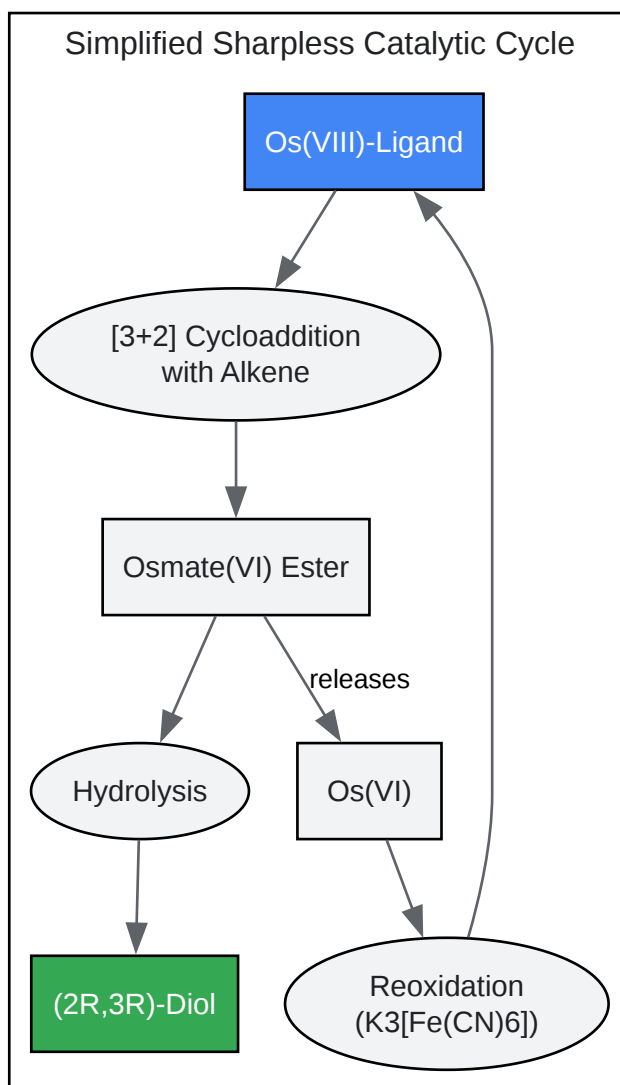 Simplified Sharpless Catalytic Cycle
Os(VIII)-Ligand
[3+2] Cycloaddition
with Alkene
Osmate(VI) Ester
releases
Hydrolysis
Os(VI)
(2R,3R)-Diol
Reoxidation
(K3[Fe(CN)6])